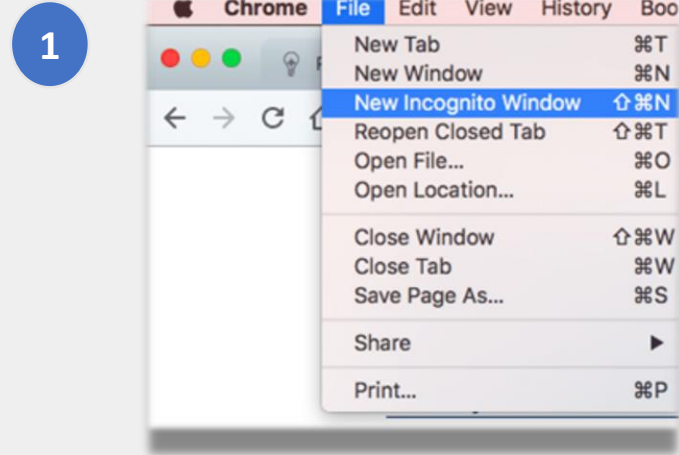 1
Chrome File Edit View History Boo
New Tab ⌘T
New Window ⌘N
New Incognito Window ⇧⌘N
Reopen Closed Tab ⇧⌘T
Open File... ⌘O
Open Location... ⌘L
Close Window ⇧⌘W
Close Tab ⌘W
Save Page As... ⌘S
Share ▶
Print... ⌘P